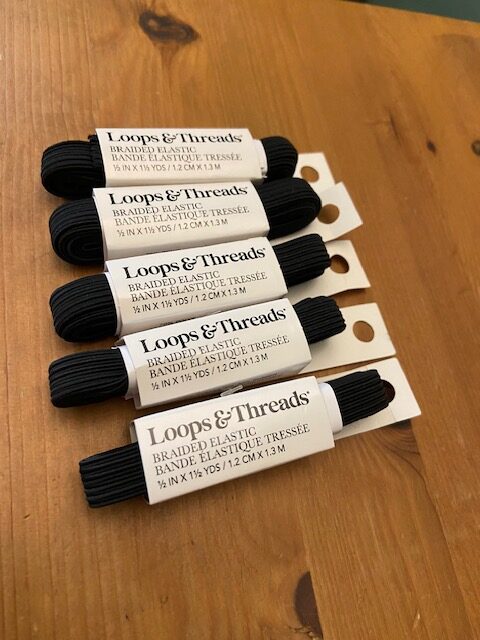 Loops & Threads®
BRAIDED ELASTIC
BANDE ÉLASTIQUE TRESSÉE
½ IN X 1½ YDS / 1.2 CM X 1.3 M
Loops & Threads®
BRAIDED ELASTIC
BANDE ÉLASTIQUE TRESSÉE
½ IN X 1½ YDS / 1.2 CM X 1.3 M
Loops & Threads®
BRAIDED ELASTIC
BANDE ÉLASTIQUE TRESSÉE
½ IN X 1½ YDS / 1.2 CM X 1.3 M
Loops & Threads®
BRAIDED ELASTIC
BANDE ÉLASTIQUE TRESSÉE
½ IN X 1½ YDS / 1.2 CM X 1.3 M
Loops & Threads®
BRAIDED ELASTIC
BANDE ÉLASTIQUE TRESSÉE
½ IN X 1½ YDS / 1.2 CM X 1.3 M